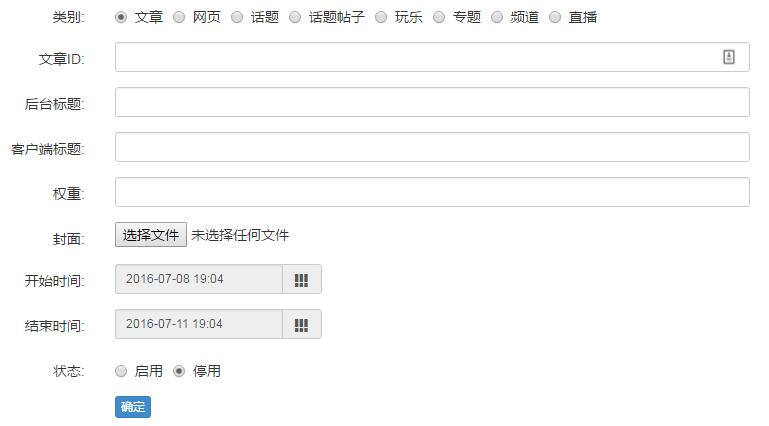 类别: 文章 网页 话题 话题帖子 玩乐 专题 频道 直播
文章ID:
后台标题:
客户端标题:
权重:
封面: 选择文件 未选择任何文件
开始时间: 2016-07-08 19:04
结束时间: 2016-07-11 19:04
状态: 启用 停用
确定